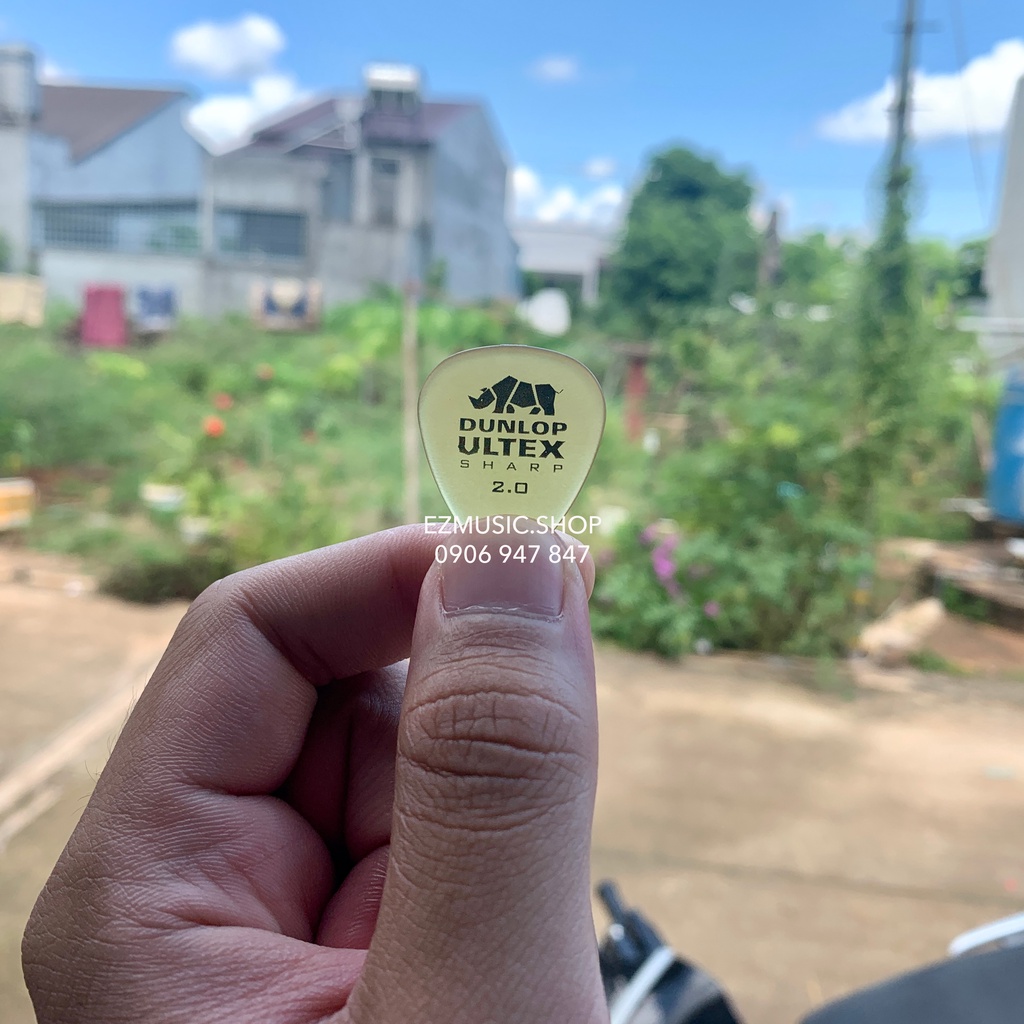 DUNLOP
ULTEX
SHARP
2.0
EZMUSIC.SHOP
0906 947 847